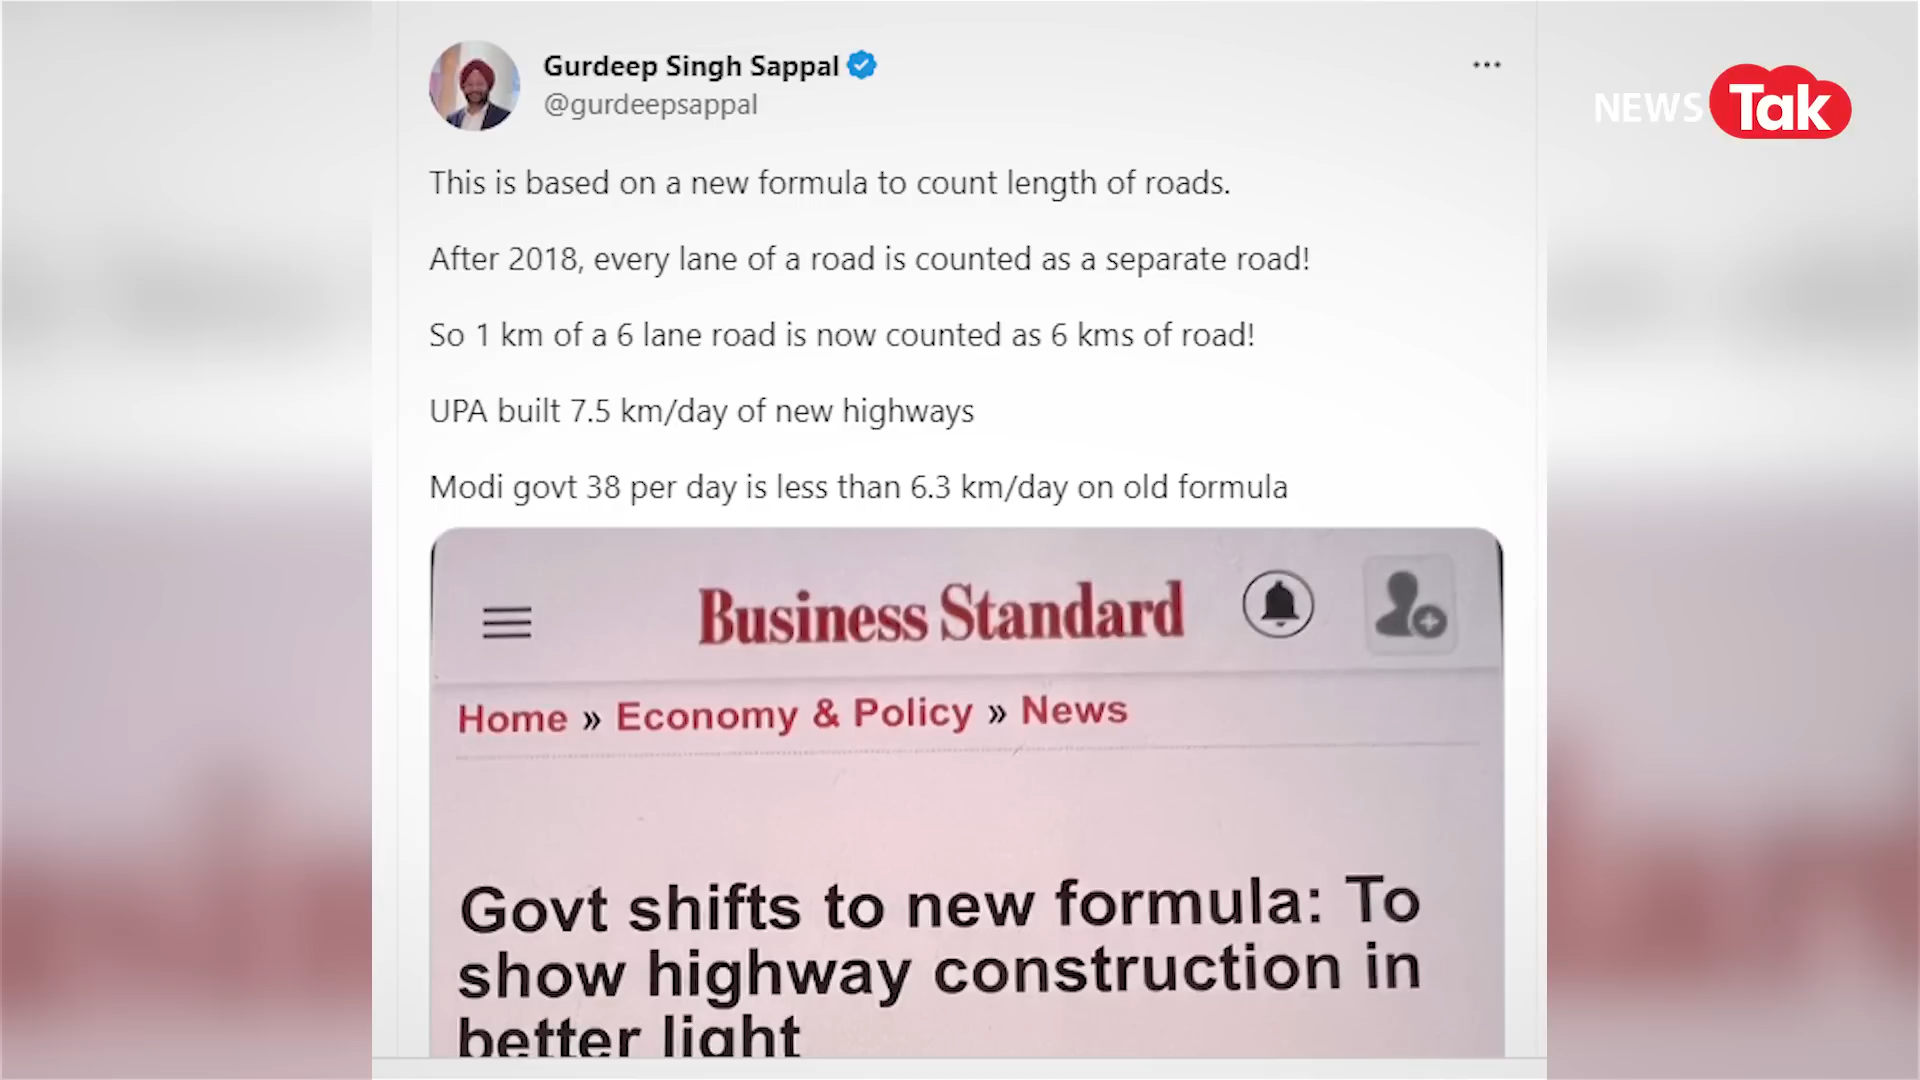 Gurdeep Singh Sappal
@gurdeepsappal
NEWS Tak
This is based on a new formula to count length of roads.
After 2018, every lane of a road is counted as a separate road!
So 1 km of a 6 lane road is now counted as 6 kms of road!
UPA built 7.5 km/day of new highways
Modi govt 38 per day is less than 6.3 km/day on old formula
Business Standard
Home » Economy & Policy » News
Govt shifts to new formula: To
show highway construction in
better light